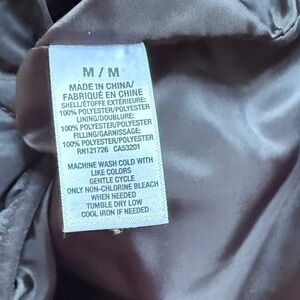 M / M
MADE IN CHINA/
FABRIQUÉ EN CHINE
SHELL/ÉTOFFE EXTÉRIEURE:
100% POLYESTER/POLYESTER
LINING/DOUBLURE:
100% POLYESTER/POLYESTER
FILLING/GARNISSAGE:
100% POLYESTER/POLYESTER
RN121726 CA53201
MACHINE WASH COLD WITH
LIKE COLORS
GENTLE CYCLE
ONLY NON-CHLORINE BLEACH
WHEN NEEDED
TUMBLE DRY LOW
COOL IRON IF NEEDED